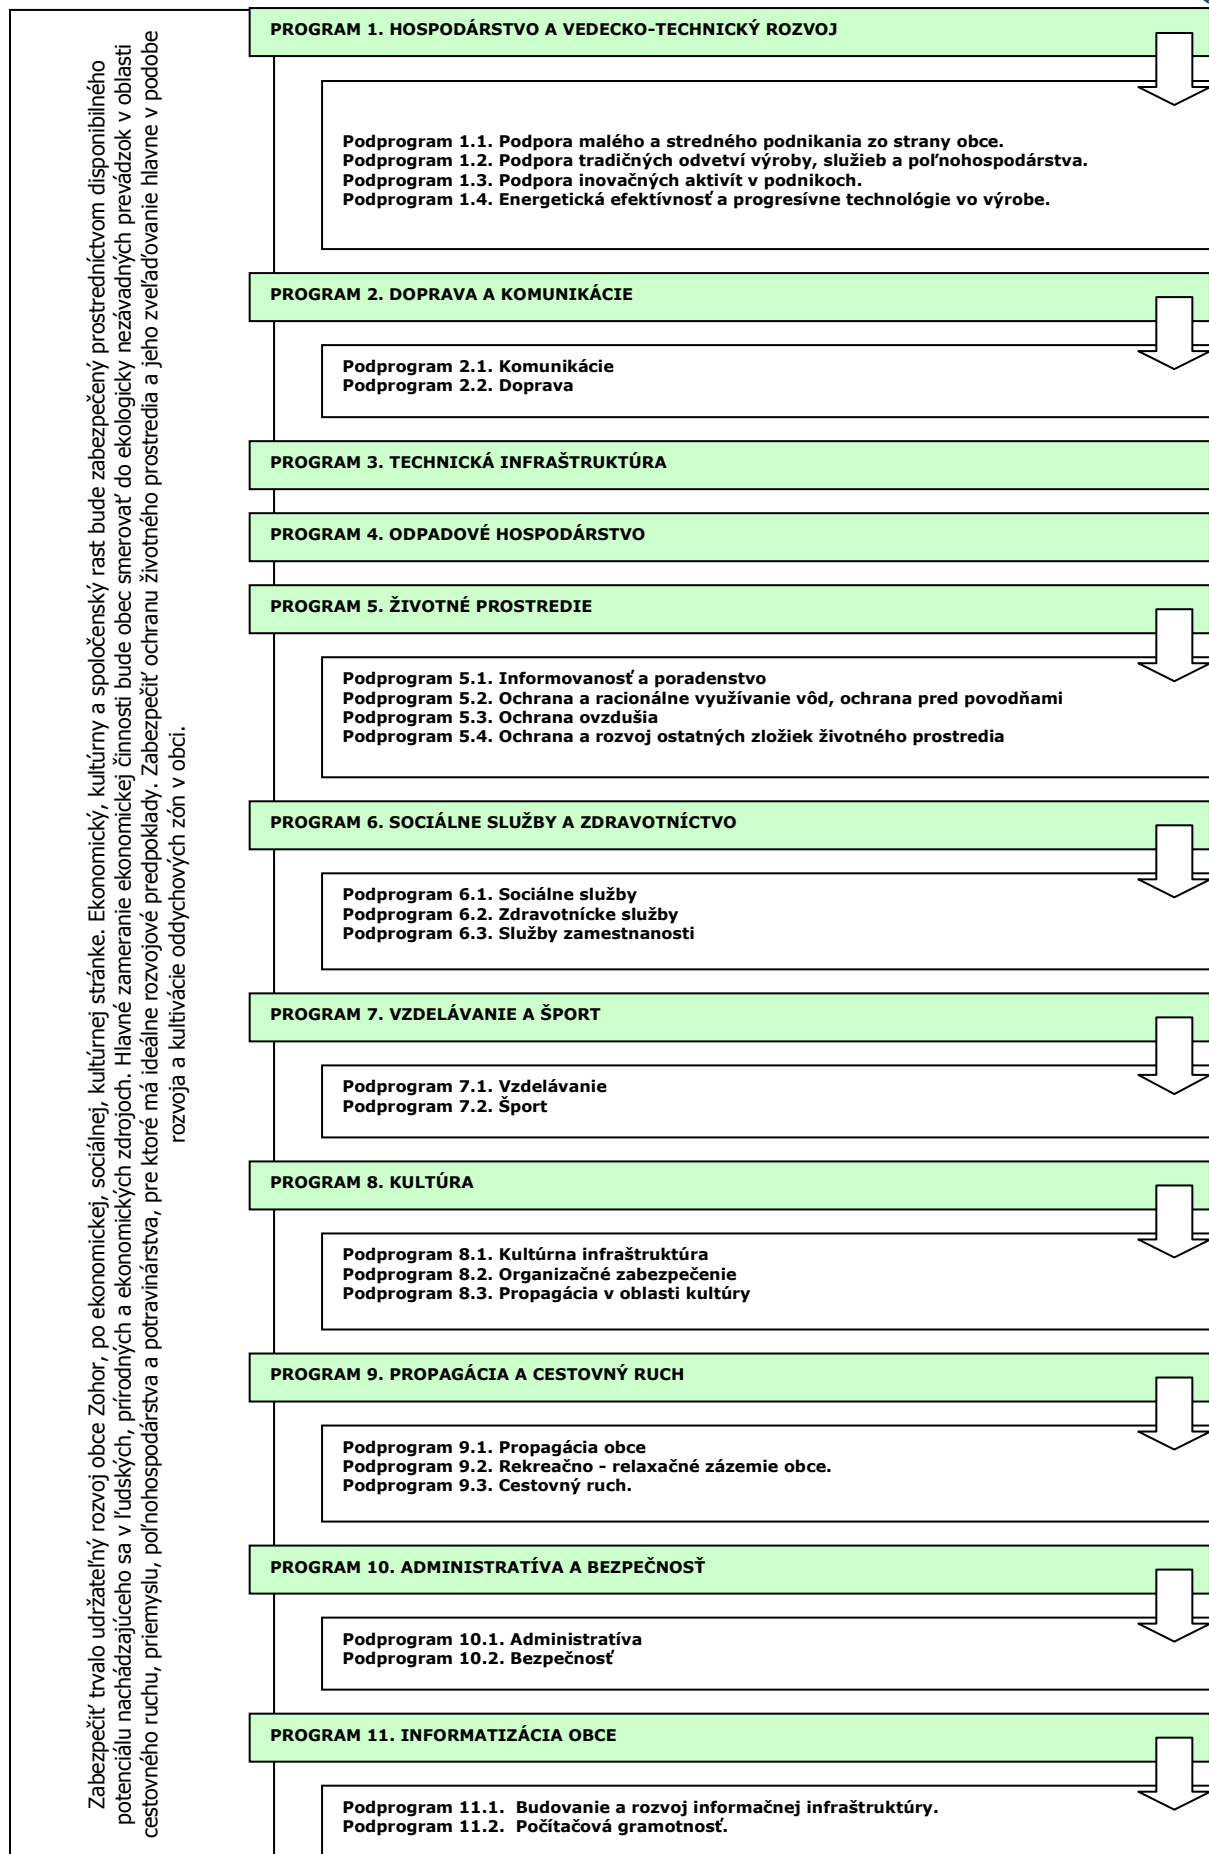 Zabezpečiť trvalo udržateľný rozvoj obce Zohor, po ekonomickej, sociálnej, kultúrnej stránke. Ekonomický, kultúrny a spoločenský rast bude zabezpečený prostredníctvom disponibilného
potenciálu nachádzajúceho sa v ľudských, prírodných a ekonomických zdrojoch. Hlavné zameranie ekonomickej činnosti bude obec smerovať do ekologicky nezávadných prevádzok v oblasti
cestovného ruchu, priemyslu, poľnohospodárstva a potravinárstva, pre ktoré má ideálne rozvojové predpoklady. Zabezpečiť ochranu životného prostredia a jeho zveľaďovanie hlavne v podobe
rozvoja a kultivácie oddychových zón v obci.
PROGRAM 1. HOSPODÁRSTVO A VEDECKO-TECHNICKÝ ROZVOJ
Podprogram 1.1. Podpora malého a stredného podnikania zo strany obce.
Podprogram 1.2. Podpora tradičných odvetví výroby, služieb a poľnohospodárstva.
Podprogram 1.3. Podpora inovačných aktivít v podnikoch.
Podprogram 1.4. Energetická efektívnosť a progresívne technológie vo výrobe.
PROGRAM 2. DOPRAVA A KOMUNIKÁCIE
Podprogram 2.1. Komunikácie
Podprogram 2.2. Doprava
PROGRAM 3. TECHNICKÁ INFRAŠTRUKTÚRA
PROGRAM 4. ODPADOVÉ HOSPODÁRSTVO
PROGRAM 5. ŽIVOTNÉ PROSTREDIE
Podprogram 5.1. Informovanosť a poradenstvo
Podprogram 5.2. Ochrana a racionálne využívanie vôd, ochrana pred povodňami
Podprogram 5.3. Ochrana ovzdušia
Podprogram 5.4. Ochrana a rozvoj ostatných zložiek životného prostredia
PROGRAM 6. SOCIÁLNE SLUŽBY A ZDRAVOTNÍCTVO
Podprogram 6.1. Sociálne služby
Podprogram 6.2. Zdravotnícke služby
Podprogram 6.3. Služby zamestnanosti
PROGRAM 7. VZDELÁVANIE A ŠPORT
Podprogram 7.1. Vzdelávanie
Podprogram 7.2. Šport
PROGRAM 8. KULTÚRA
Podprogram 8.1. Kultúrna infraštruktúra
Podprogram 8.2. Organizačné zabezpečenie
Podprogram 8.3. Propagácia v oblasti kultúry
PROGRAM 9. PROPAGÁCIA A CESTOVNÝ RUCH
Podprogram 9.1. Propagácia obce
Podprogram 9.2. Rekreačno - relaxačné zázemie obce.
Podprogram 9.3. Cestovný ruch.
PROGRAM 10. ADMINISTRATÍVA A BEZPEČNOSŤ
Podprogram 10.1. Administratíva
Podprogram 10.2. Bezpečnosť
PROGRAM 11. INFORMATIZÁCIA OBCE
Podprogram 11.1. Budovanie a rozvoj informačnej infraštruktúry.
Podprogram 11.2. Počítačová gramotnosť.